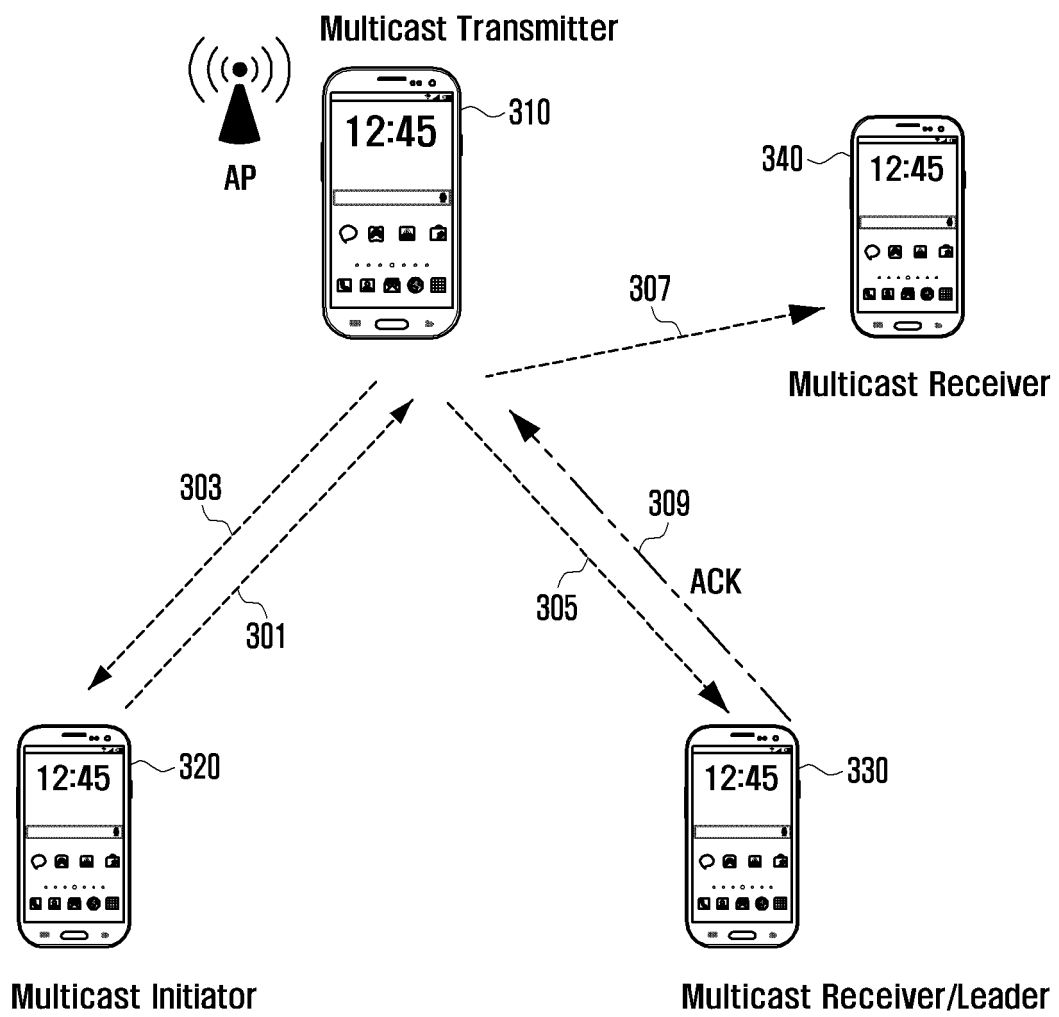 Multicast Transmitter
AP
12:45
310
12:45
340
307
Multicast Receiver
303
301
309
ACK
305
12:45
320
12:45
330
Multicast Initiator
Multicast Receiver/Leader